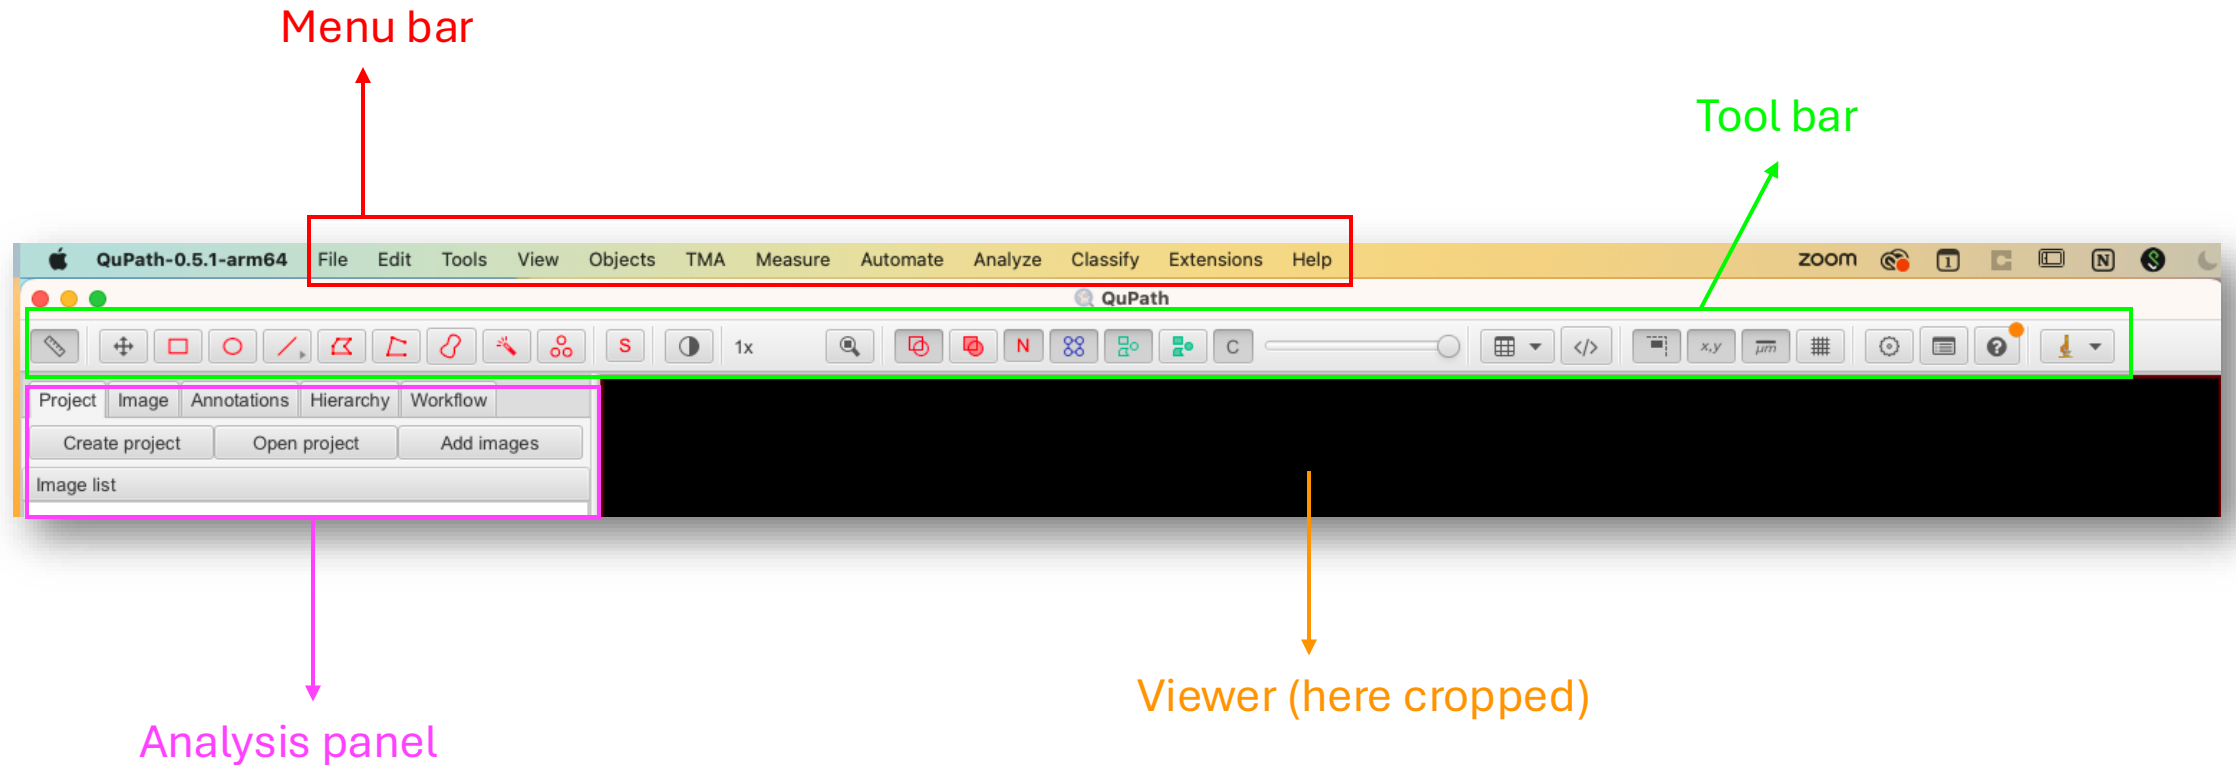 Menu bar
Tool bar
QuPath-0.5.1-arm64 File Edit Tools View Objects TMA Measure Automate Analyze Classify Extensions Help zoom 1 N S
QuPath
S 1x N C </> x,y µm ?
Project Image Annotations Hierarchy Workflow
Create project Open project Add images
Image list
Viewer (here cropped)
Analysis panel